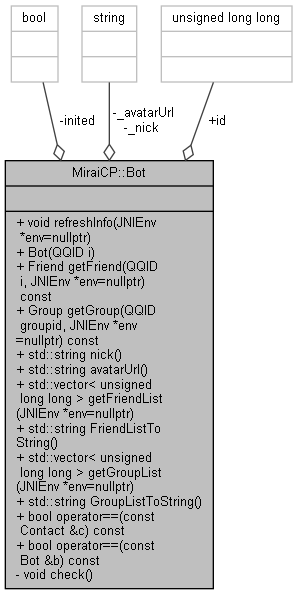 bool
string
unsigned long long
-inited
-_avatarUrl
-_nick
+id
MiraiCP::Bot
+ void refreshInfo(JNIEnv
*env=nullptr)
+ Bot(QQID i)
+ Friend getFriend(QQID
i, JNIEnv *env=nullptr)
const
+ Group getGroup(QQID
groupid, JNIEnv *env
=nullptr) const
+ std::string nick()
+ std::string avatarUrl()
+ std::vector< unsigned
long long > getFriendList
(JNIEnv *env=nullptr)
+ std::string FriendListTo
String()
+ std::vector< unsigned
long long > getGroupList
(JNIEnv *env=nullptr)
+ std::string GroupListToString()
+ bool operator==(const
Contact &c) const
+ bool operator==(const
Bot &b) const
- void check()